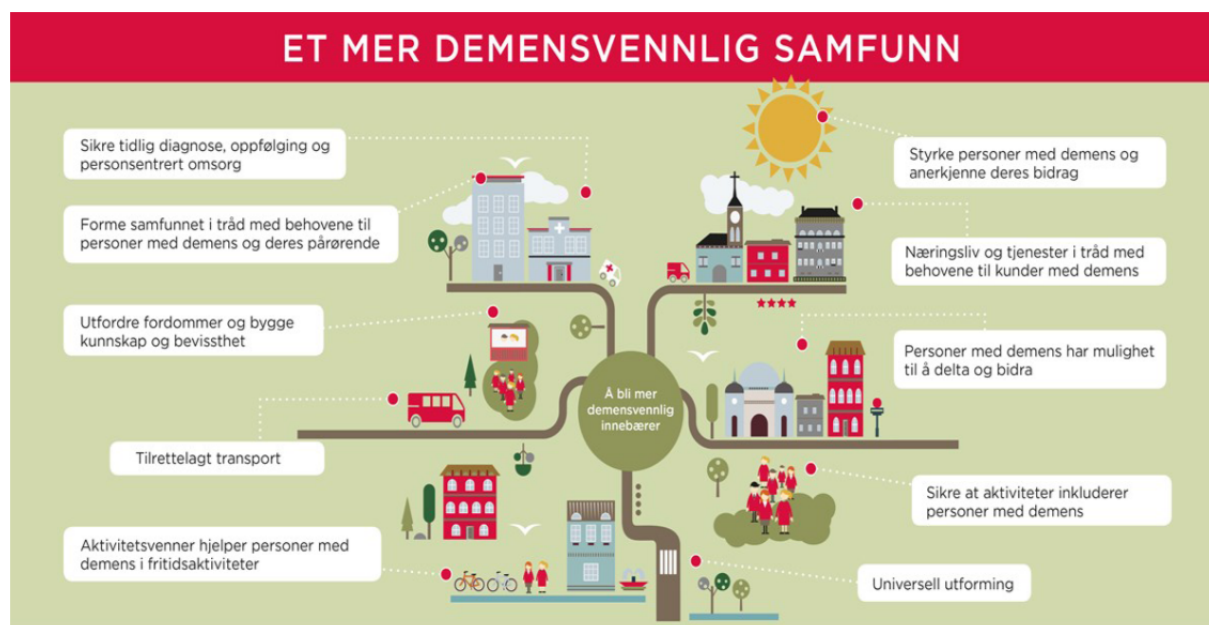 ET MER DEMENSVENNLIG SAMFUNN
Sikre tidlig diagnose, oppfølging og
personsentrert omsorg
Forme samfunnet i tråd med behovene til
personer med demens og deres pårørende
Utfordre fordommer og bygge
kunnskap og bevissthet
Tilrettelagt transport
Aktivitetsvenner hjelper personer med
demens i fritidsaktiviteter
Å bli mer
demensvennlig
innebærer
Styrke personer med demens og
anerkjenne deres bidrag
Næringsliv og tjenester i tråd med
behovene til kunder med demens
Personer med demens har mulighet
til å delta og bidra
Sikre at aktiviteter inkluderer
personer med demens
Universell utforming